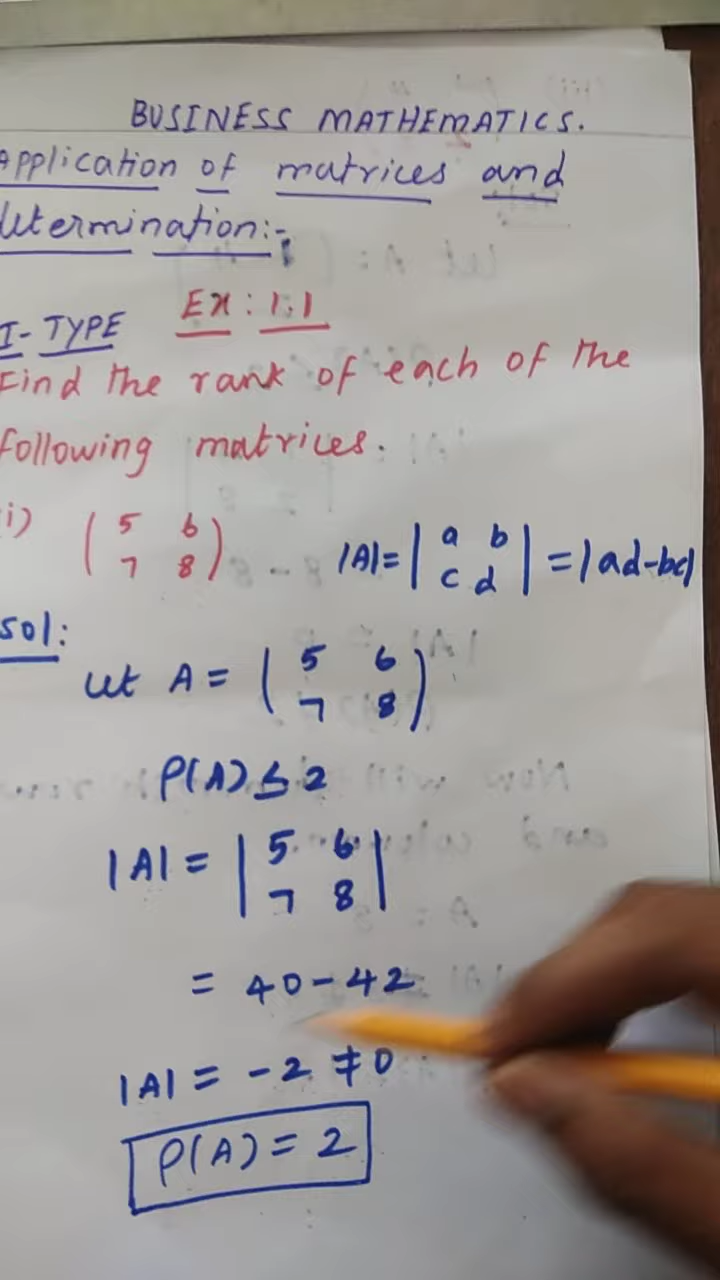 BUSINESS MATHEMATICS.
Application of matrices and
determination:-
I-TYPE Ex: 1.1
Find the rank of each of the
following matrices.
i) (5 6
7 8)
|A|= |a b
c d| =|ad-bc|
Sol:
Let A= (5 6
7 8)
ρ(A) ≤ 2
|A| = |5 6
7 8|
= 40-42
|A| = -2 ≠0
ρ(A) = 2